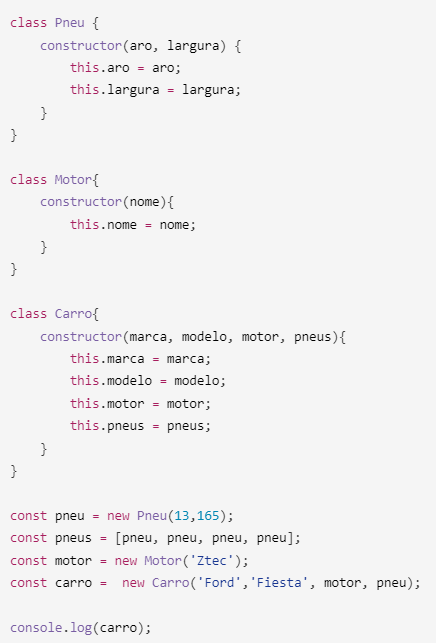 class Pneu {
    constructor(aro, largura) {
        this.aro = aro;
        this.largura = largura;
    }
}

class Motor{
    constructor(nome){
        this.nome = nome;
    }
}

class Carro{
    constructor(marca, modelo, motor, pneus){
        this.marca = marca;
        this.modelo = modelo;
        this.motor = motor;
        this.pneus = pneus;
    }
}

const pneu = new Pneu(13,165);
const pneus = [pneu, pneu, pneu, pneu];
const motor = new Motor('Ztec');
const carro =  new Carro('Ford','Fiesta', motor, pneu);

console.log(carro);